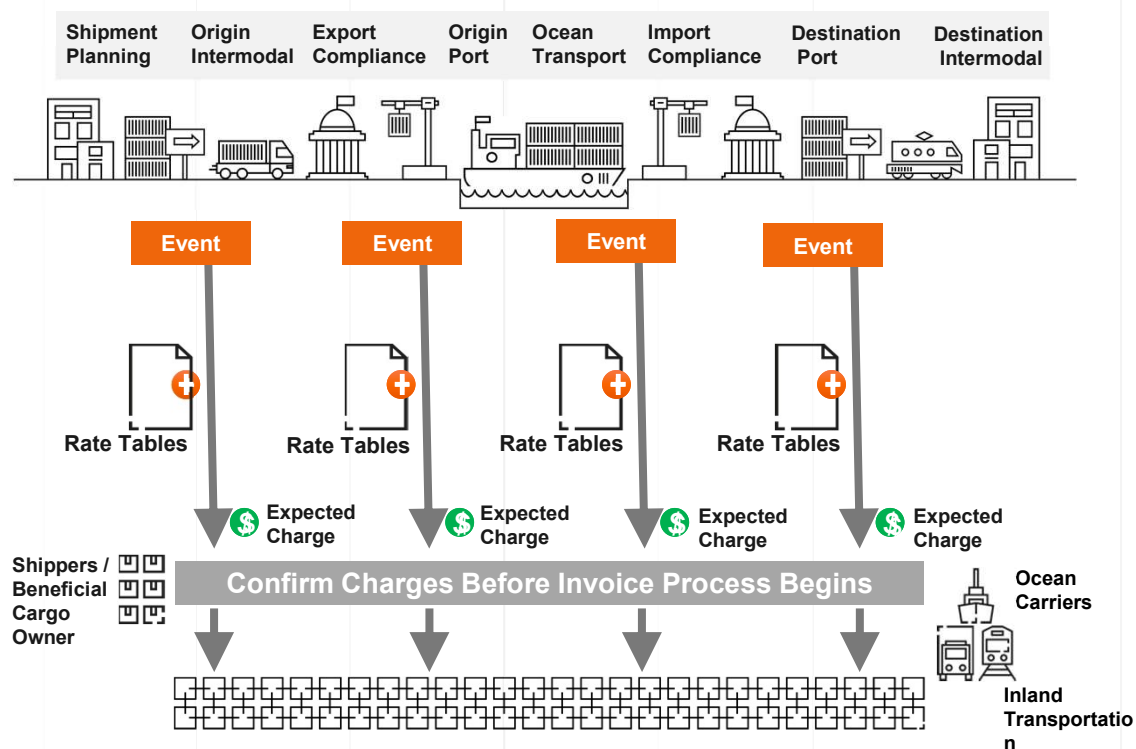 Shipment Planning
Origin Intermodal
Export Compliance
Origin Port
Ocean Transport
Import Compliance
Destination Port
Destination Intermodal
Event
Event
Event
Event
Rate Tables
Rate Tables
Rate Tables
Rate Tables
$ Expected
Charge
$ Expected
Charge
$ Expected
Charge
$ Expected
Charge
Confirm Charges Before Invoice Process Begins
Shippers /
Beneficial
Cargo
Owner
Ocean
Carriers
Inland
Transportatio
n